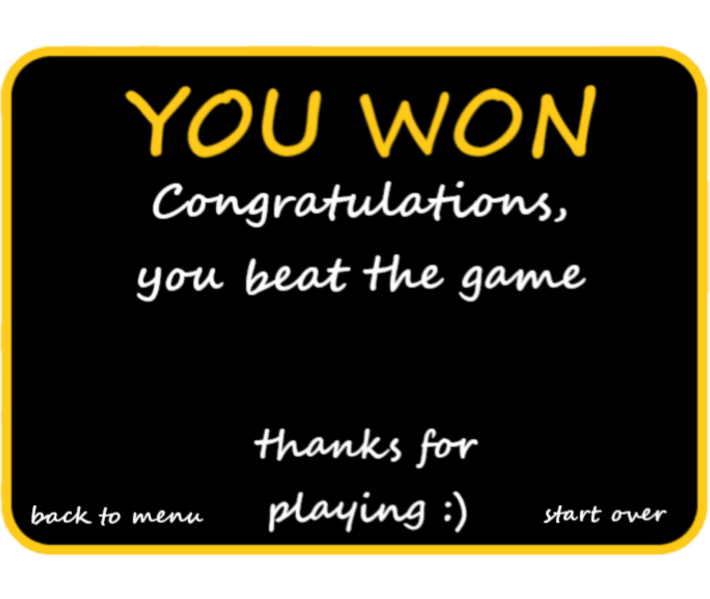 YOU WON
Congratulations,
you beat the game
thanks for
playing :)
back to menu
start over